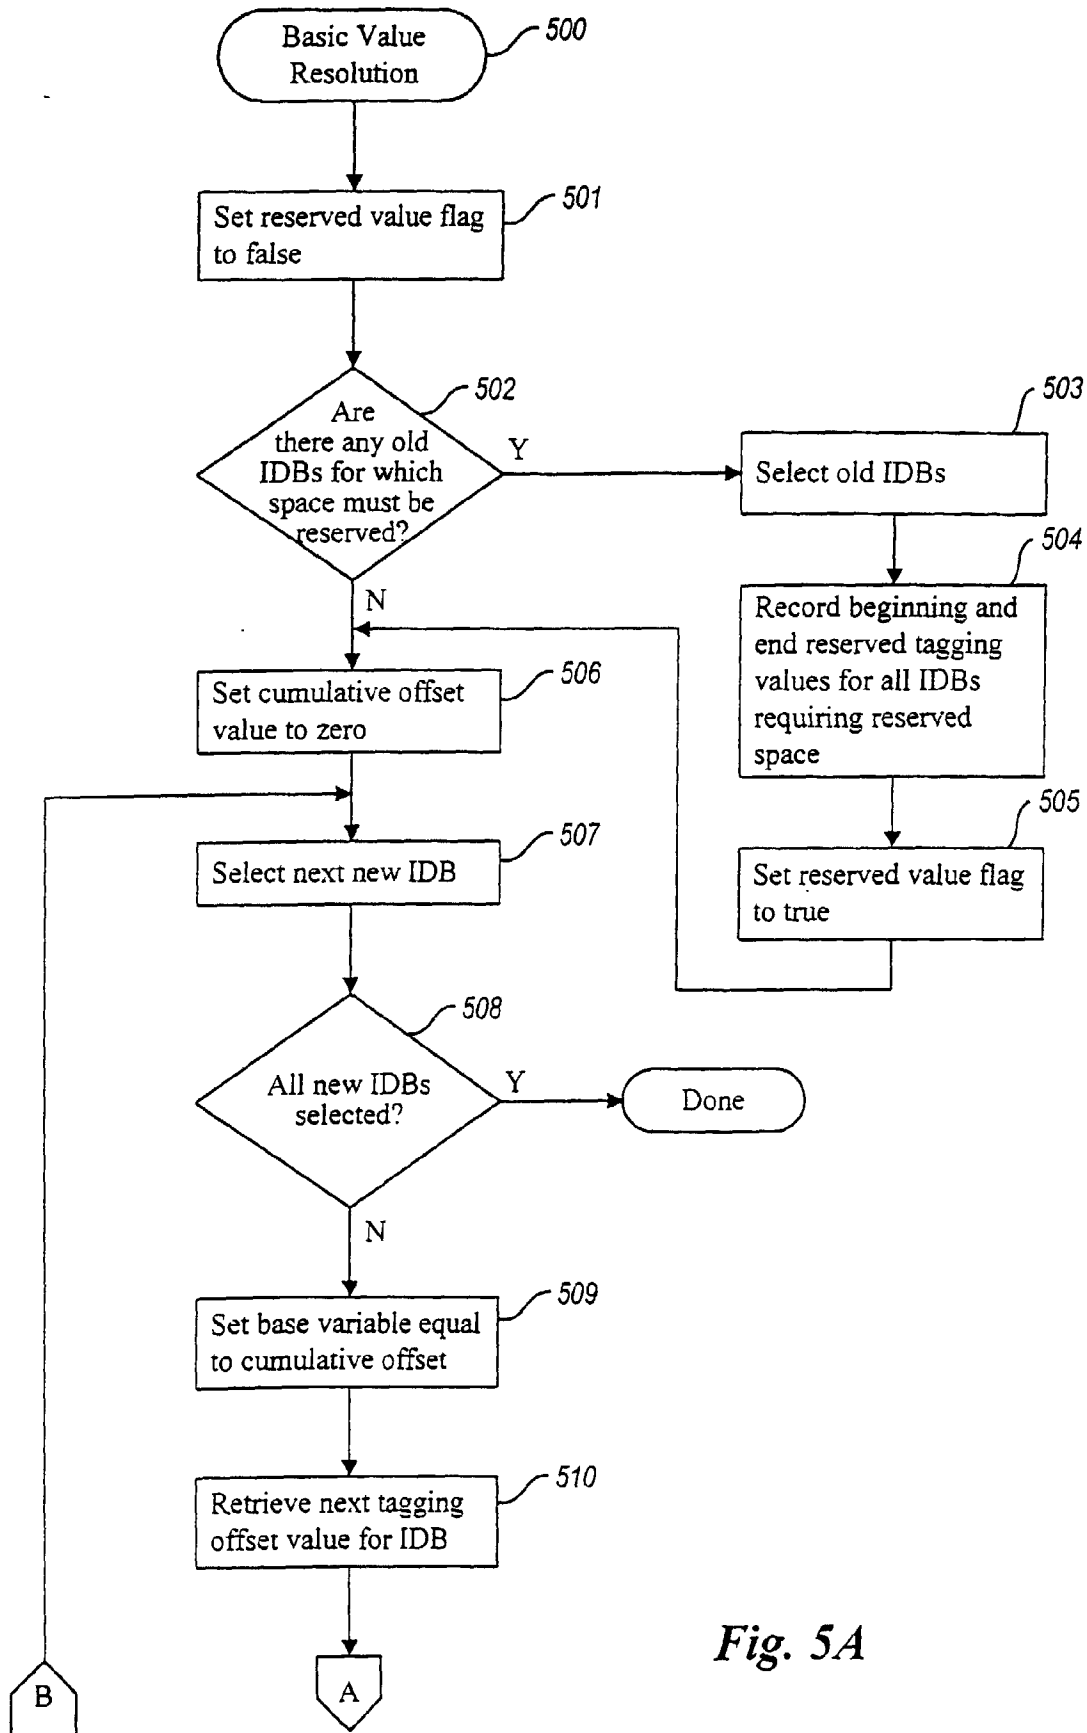 Basic Value
Resolution
500
Set reserved value flag
to false
501
Are
there any old
IDBs for which
space must be
reserved?
502
Y
N
Select old IDBs
503
Record beginning and
end reserved tagging
values for all IDBs
requiring reserved
space
504
Set reserved value flag
to true
505
Set cumulative offset
value to zero
506
Select next new IDB
507
All new IDBs
selected?
508
Y
Done
N
Set base variable equal
to cumulative offset
509
Retrieve next tagging
offset value for IDB
510
A
B
Fig. 5A